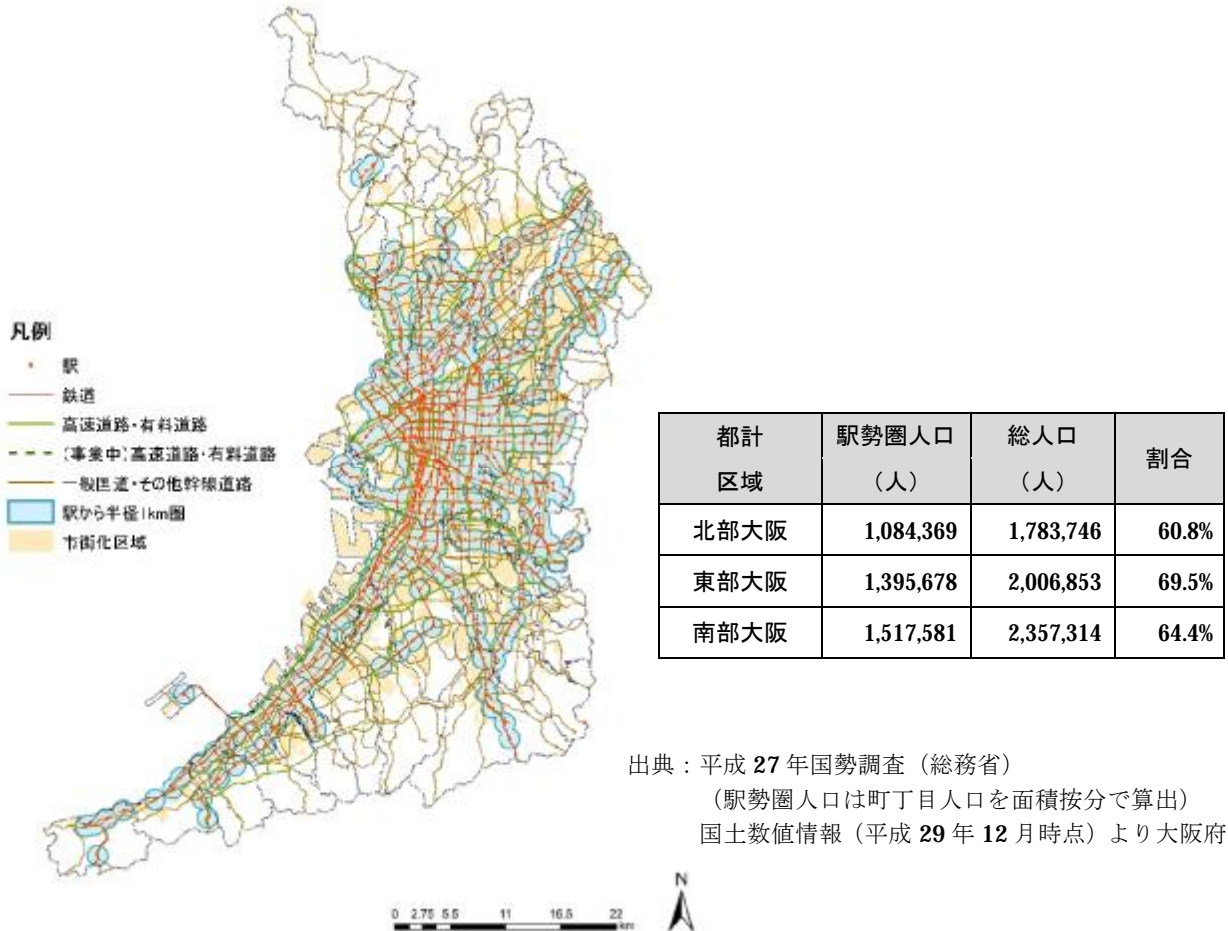 凡例
駅
鉄道
高速道路・有料道路
(事業中)高速道路・有料道路
一般国道・その他幹線道路
駅から半径1km圏
市街化区域
都計 駅勢圏人口 総人口 割合
区域 （人） （人）
北部大阪 1,084,369 1,783,746 60.8%
東部大阪 1,395,678 2,006,853 69.5%
南部大阪 1,517,581 2,357,314 64.4%
出典：平成 27 年国勢調査（総務省）
（駅勢圏人口は町丁目人口を面積按分で算出）
国土数値情報（平成 29 年 12 月時点）より大阪府
N
0 2.75 5.5 11 16.5 22
km